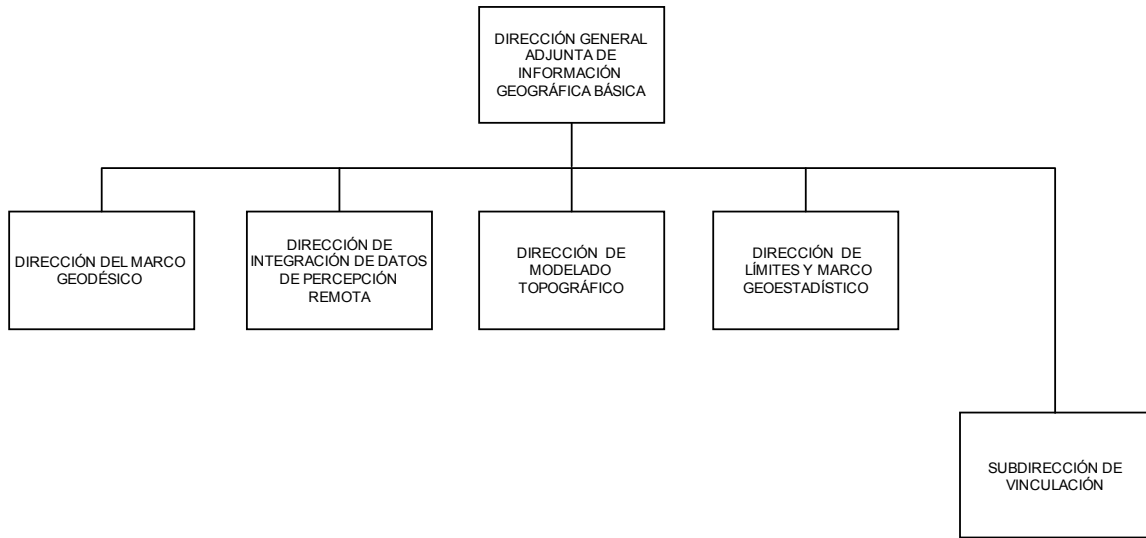 DIRECCIÓN GENERAL
ADJUNTA DE
INFORMACIÓN
GEOGRÁFICA BÁSICA
DIRECCIÓN DEL MARCO
GEODÉSICO
DIRECCIÓN DE
INTEGRACIÓN DE DATOS
DE PERCEPCIÓN
REMOTA
DIRECCIÓN DE
MODELADO
TOPOGRÁFICO
DIRECCIÓN DE
LÍMITES Y MARCO
GEOESTADÍSTICO
SUBDIRECCIÓN DE
VINCULACIÓN